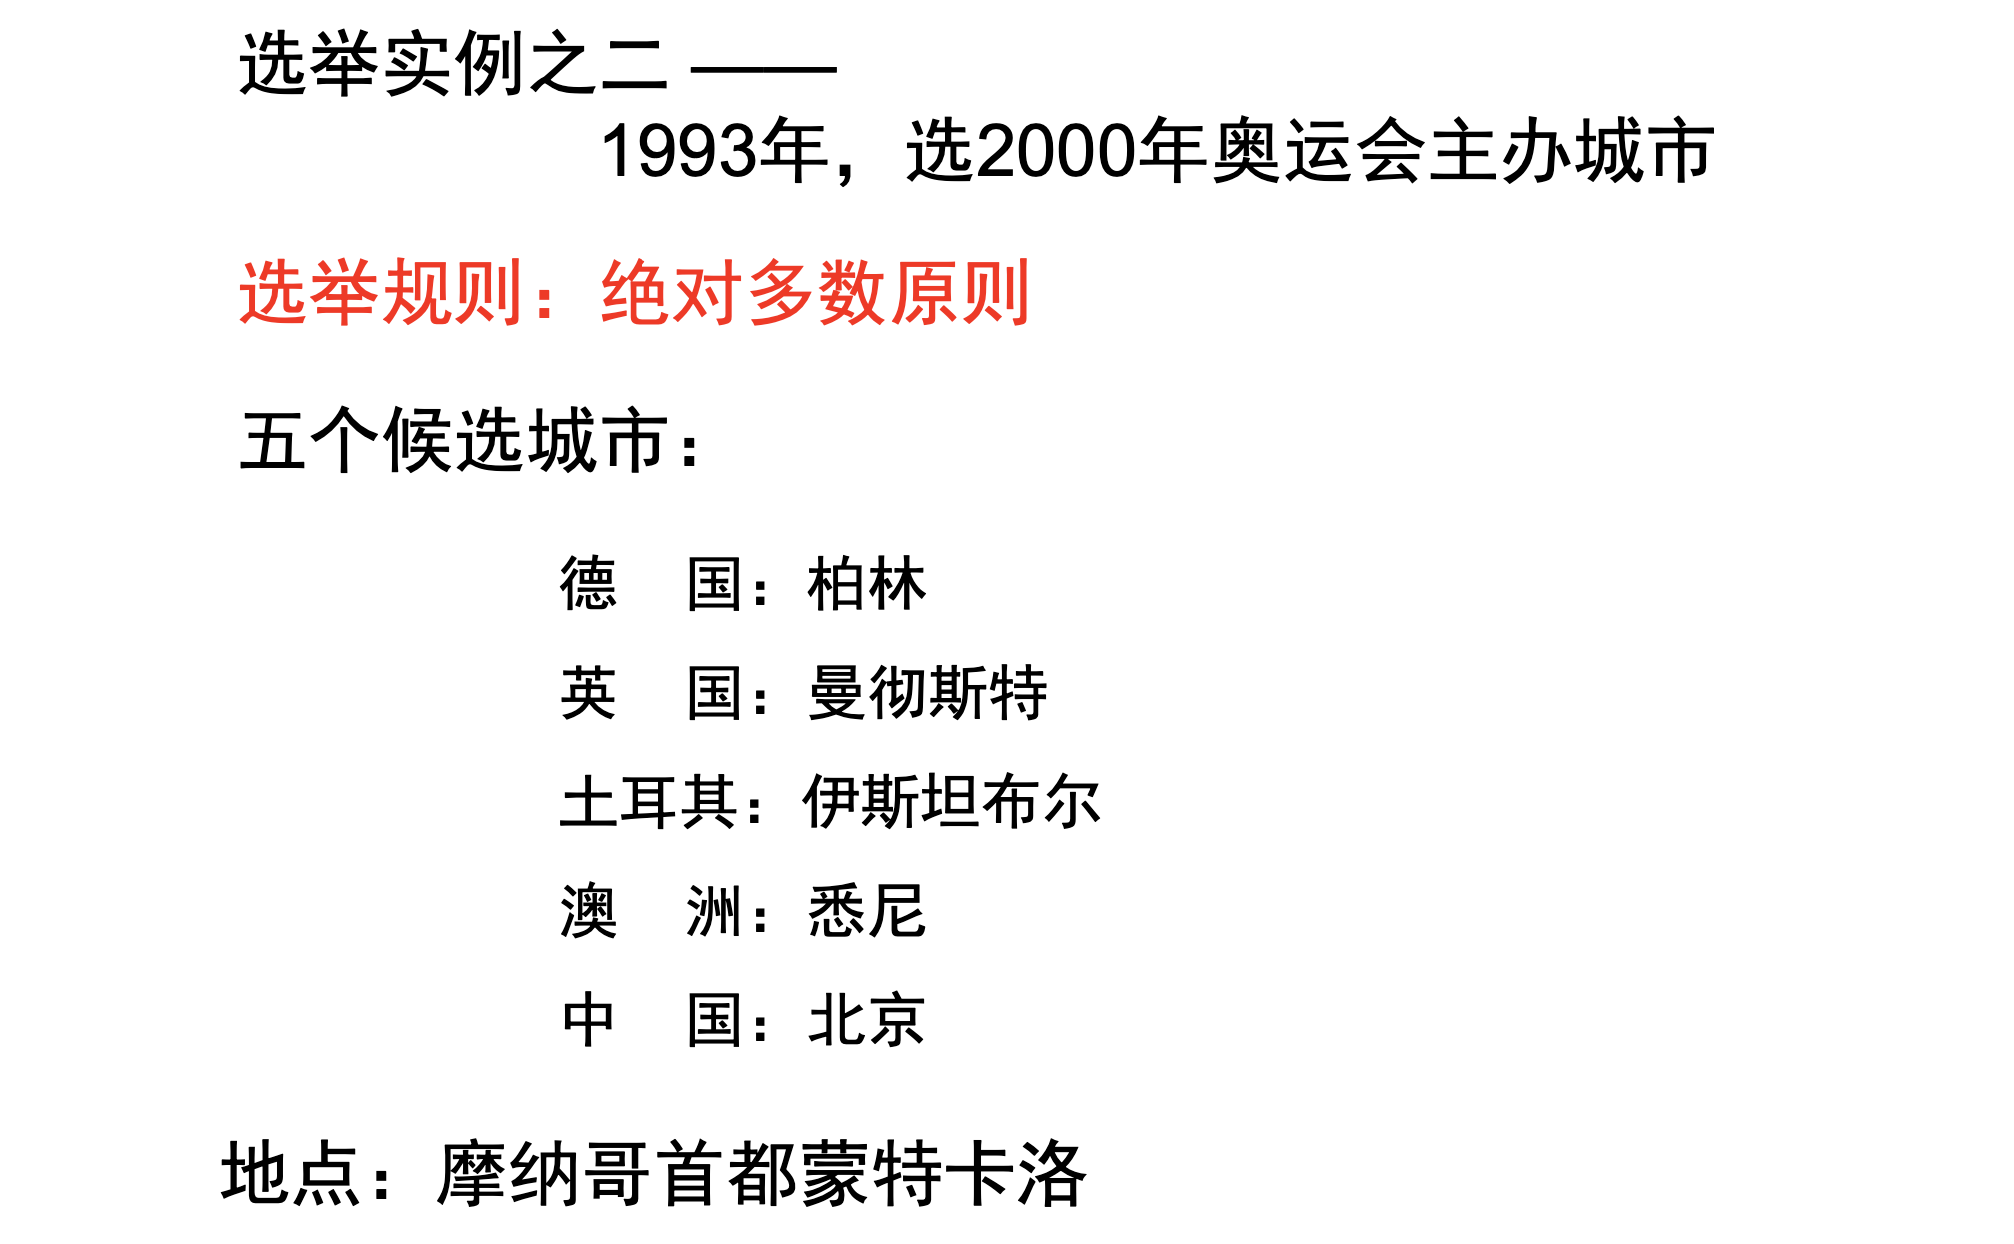 选举实例之二 ——
1993年，选2000年奥运会主办城市
选举规则：绝对多数原则
五个候选城市：
德 国：柏林
英 国：曼彻斯特
土耳其：伊斯坦布尔
澳 洲：悉尼
中 国：北京
地点：摩纳哥首都蒙特卡洛